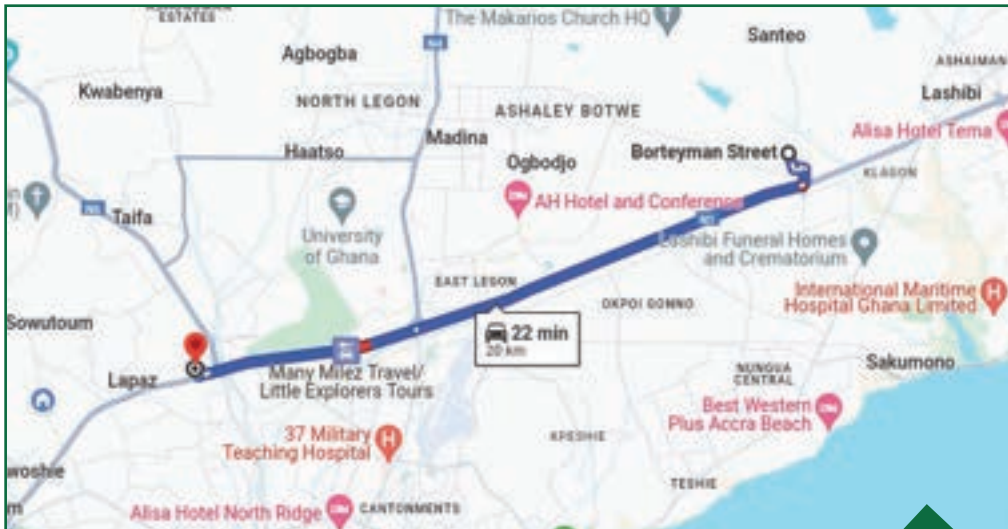 ESTATES
The Makarios Church HQ
Santeo
N4
Agbogba
ASHAIMAN
Kwabenya
Lashibi
NORTH LEGON
ASHALEY BOTWE
Alisa Hotel Tema
Madina
Haatso
Ogbodjo
Borteyman Street
KLAGON
AH Hotel and Conference
Taifa
University
of Ghana
Lashibi Funeral Homes
and Crematorium
EAST LEGON
International Maritime
Hospital Ghana Limited
OKPOI GONNO
Sowutoum
22 min
20 km
Sakumono
Lapaz
Many Milez Travel/
Little Explorers Tours
NUNGUA
CENTRAL
Best Western
Plus Accra Beach
37 Military
Teaching Hospital
KPESHIE
woshie
TESHIE
m
Alisa Hotel North Ridge
CANTONMENTS